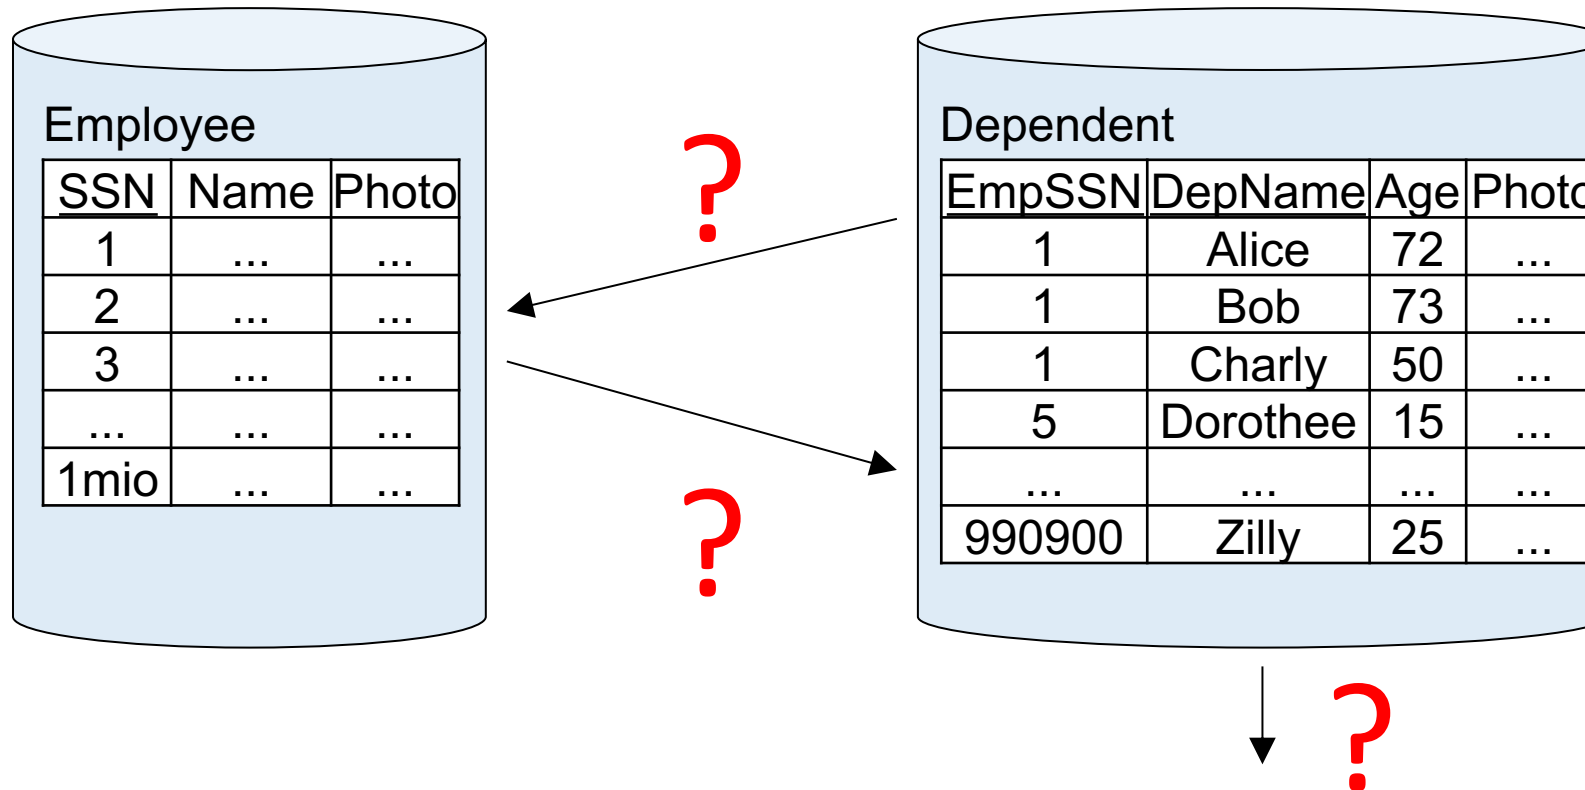 Employee
SSN Name Photo
1 ... ...
2 ... ...
3 ... ...
... ... ...
1mio ... ...
?
?
Dependent
EmpSSN DepName Age Photo
1 Alice 72 ...
1 Bob 73 ...
1 Charly 50 ...
5 Dorothee 15 ...
... ... ... ...
990900 Zilly 25 ...
?